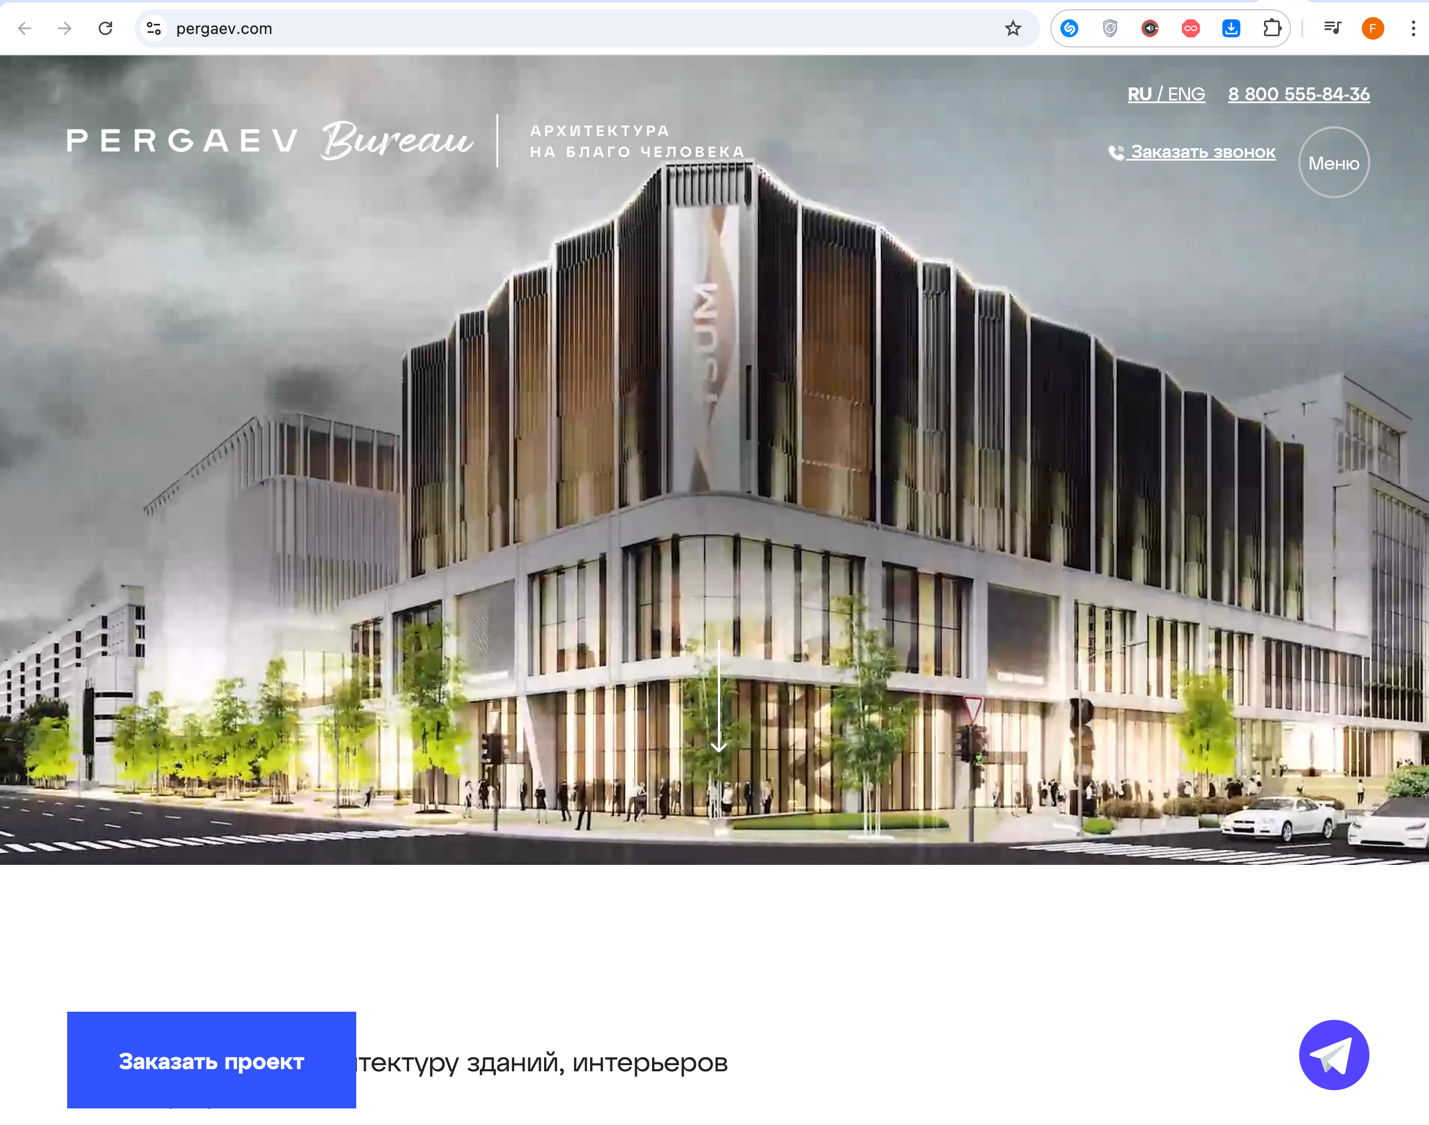 pergaev.com
F
RU / ENG
8 800 555-84-36
PERGAEV Bureau
АРХИТЕКТУРА
НА БЛАГО ЧЕЛОВЕКА
Заказать звонок
Меню
TSUM
Заказать проект
тектуру зданий, интерьеров